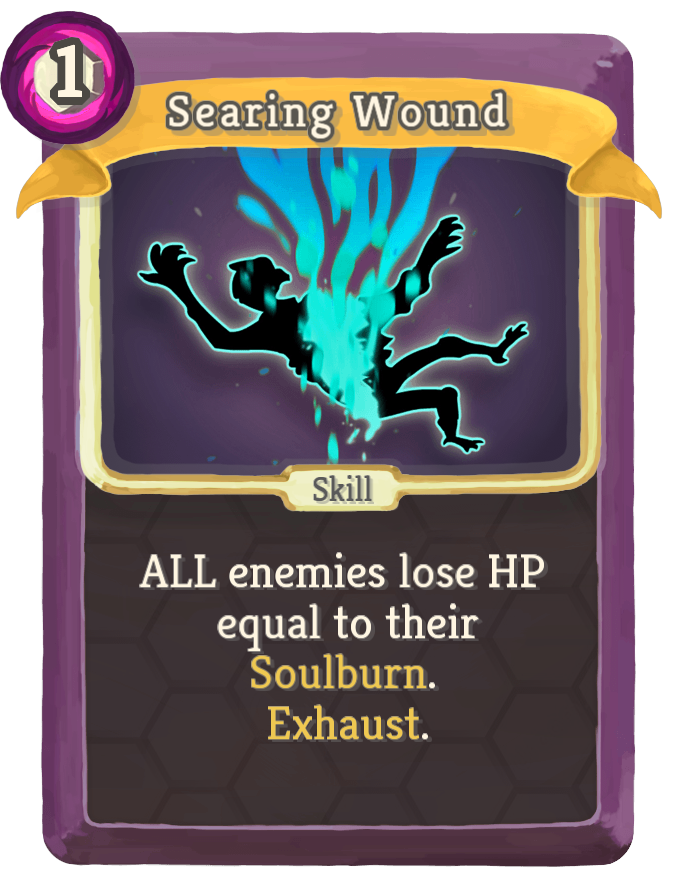 1
Searing Wound
Skill
ALL enemies lose HP
equal to their
Soulburn.
Exhaust.